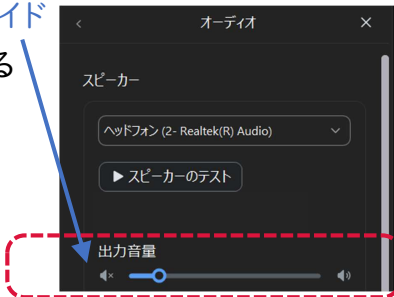 イド
る
オーディオ
スピーカー
ヘッドフォン (2- Realtek(R) Audio)
▶ スピーカーのテスト
出力音量